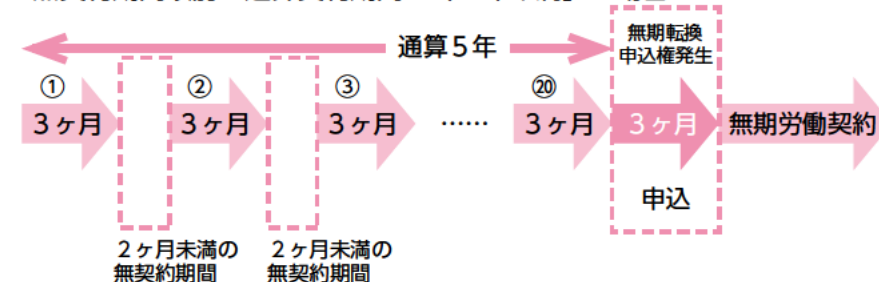 通算5年
無期転換
申込権発生
① ② ③ ⑳
3ヶ月 3ヶ月 3ヶ月 …… 3ヶ月 3ヶ月 無期労働契約
申込
2ヶ月未満の 2ヶ月未満の
無契約期間 無契約期間